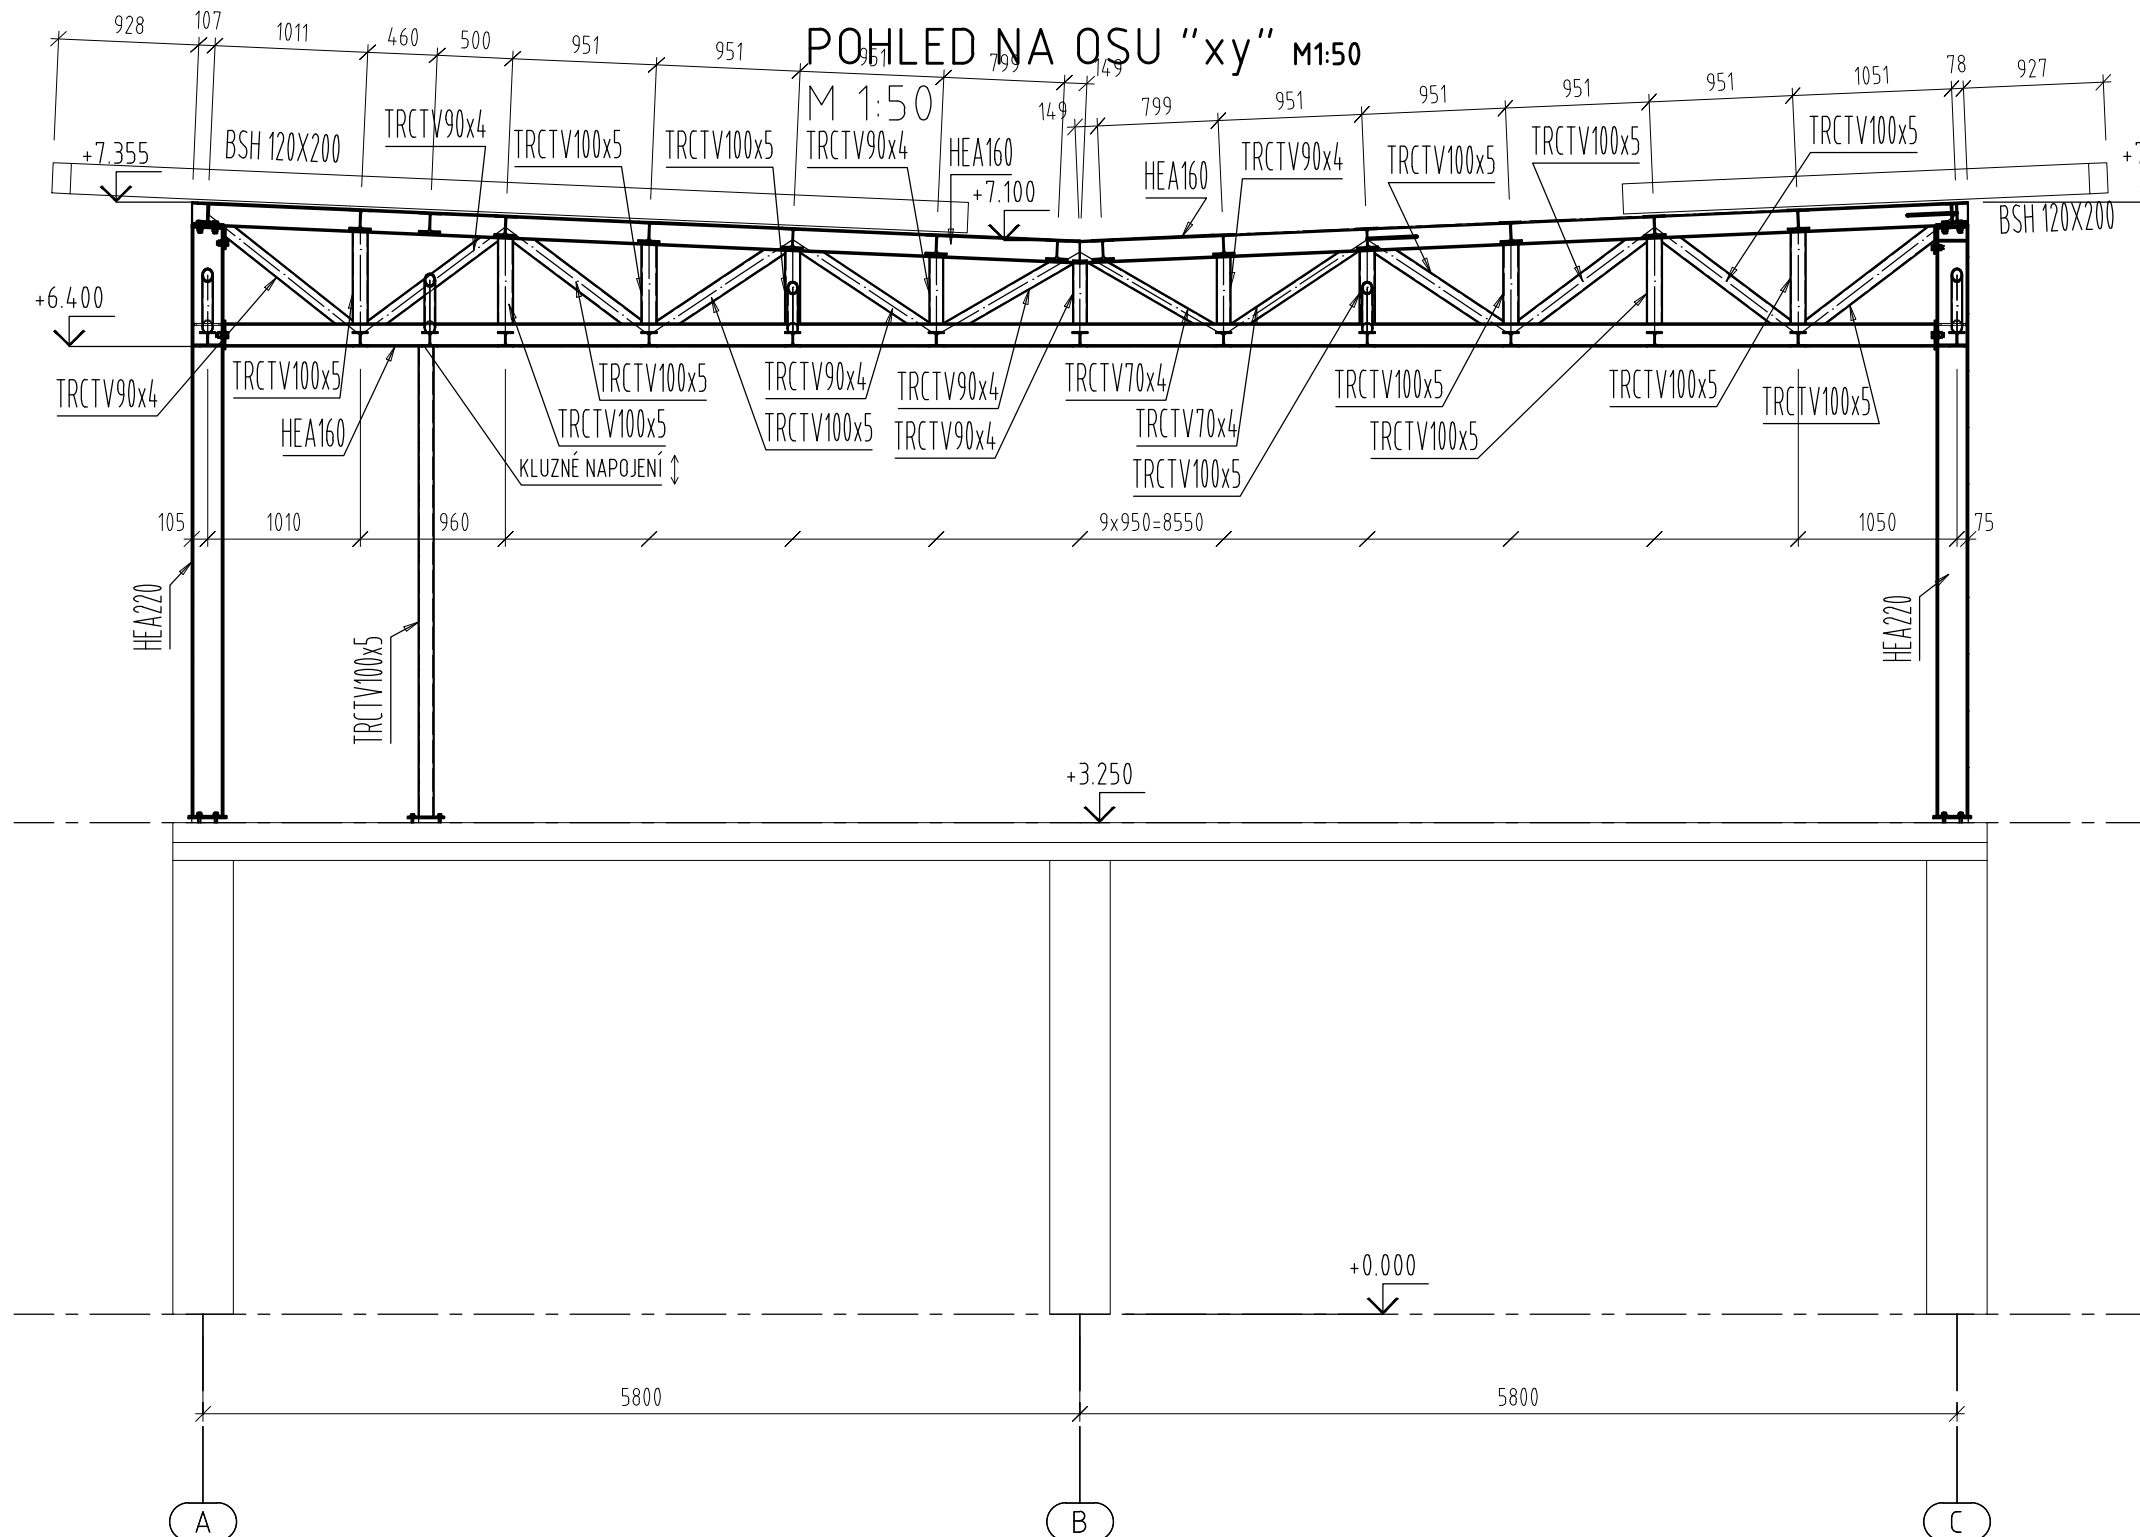 POHLED NA OSU "xy" M1:50
M 1:50
928
107
1011
460
500
951
951
951
799
149
149
799
951
951
951
951
1051
78
927
+7.355
BSH 120X200
TRCTV90x4
TRCTV100x5
TRCTV100x5
TRCTV90x4
HEA160
+7.100
HEA160
TRCTV90x4
TRCTV100x5
TRCTV100x5
TRCTV100x5
+7
BSH 120X200
+6.400
TRCTV90x4
TRCTV100x5
HEA160
TRCTV100x5
TRCTV100x5
KLUZNÉ NAPOJENÍ
TRCTV90x4
TRCTV100x5
TRCTV90x4
TRCTV90x4
TRCTV70x4
TRCTV70x4
TRCTV100x5
TRCTV100x5
TRCTV100x5
TRCTV100x5
TRCTV100x5
105
1010
960
9x950=8550
1050
75
HEA220
TRCTV100x5
HEA220
+3.250
+0.000
5800
5800
A
B
C